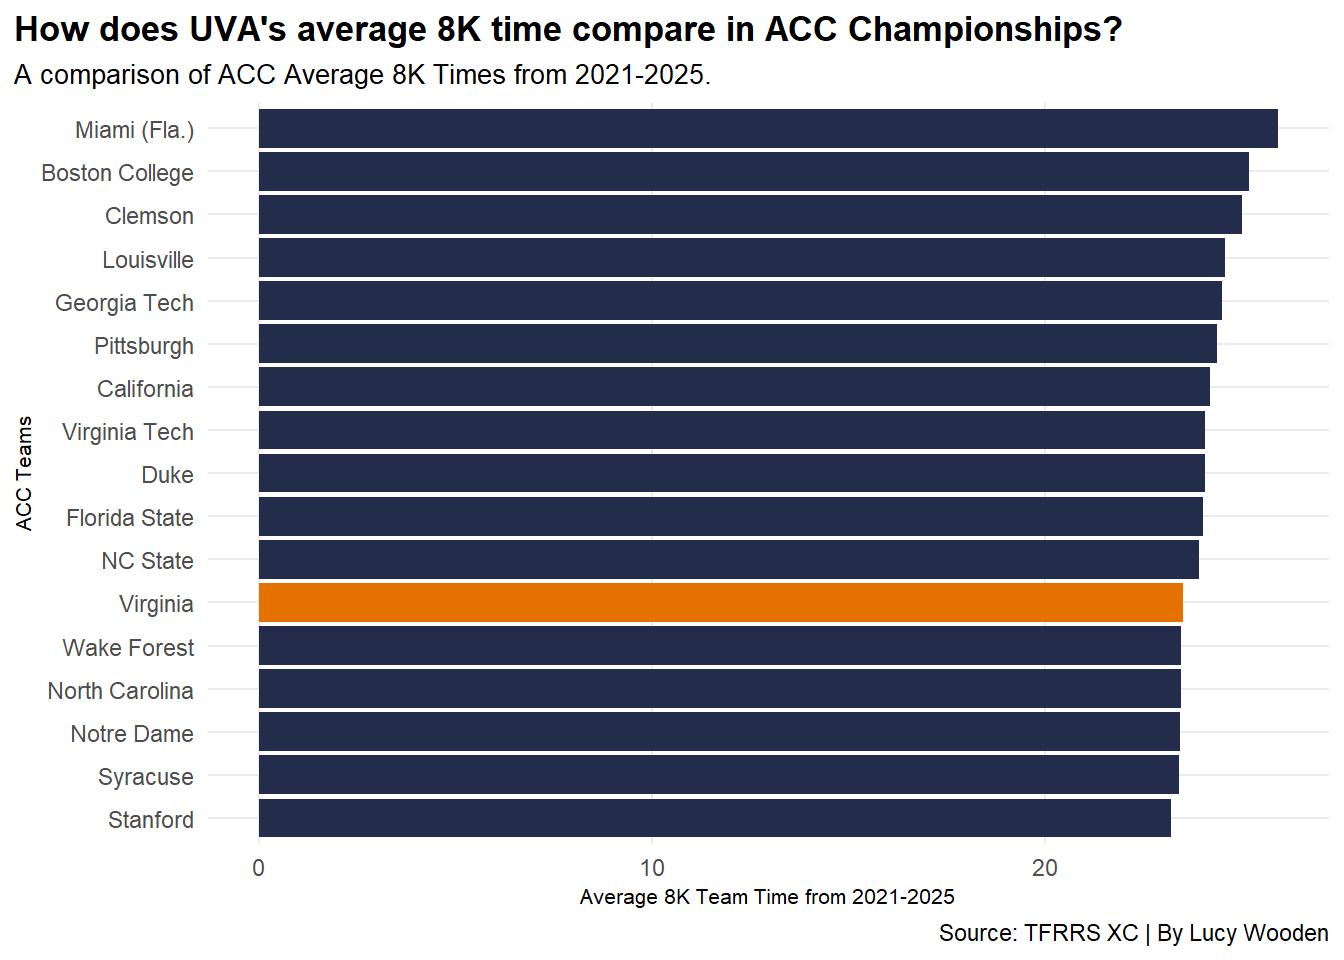 How does UVA's average 8K time compare in ACC Championships?
A comparison of ACC Average 8K Times from 2021-2025.
ACC Teams
Miami (Fla.)
Boston College
Clemson
Louisville
Georgia Tech
Pittsburgh
California
Virginia Tech
Duke
Florida State
NC State
Virginia
Wake Forest
North Carolina
Notre Dame
Syracuse
Stanford
0 10 20
Average 8K Team Time from 2021-2025
Source: TFRRS XC | By Lucy Wooden